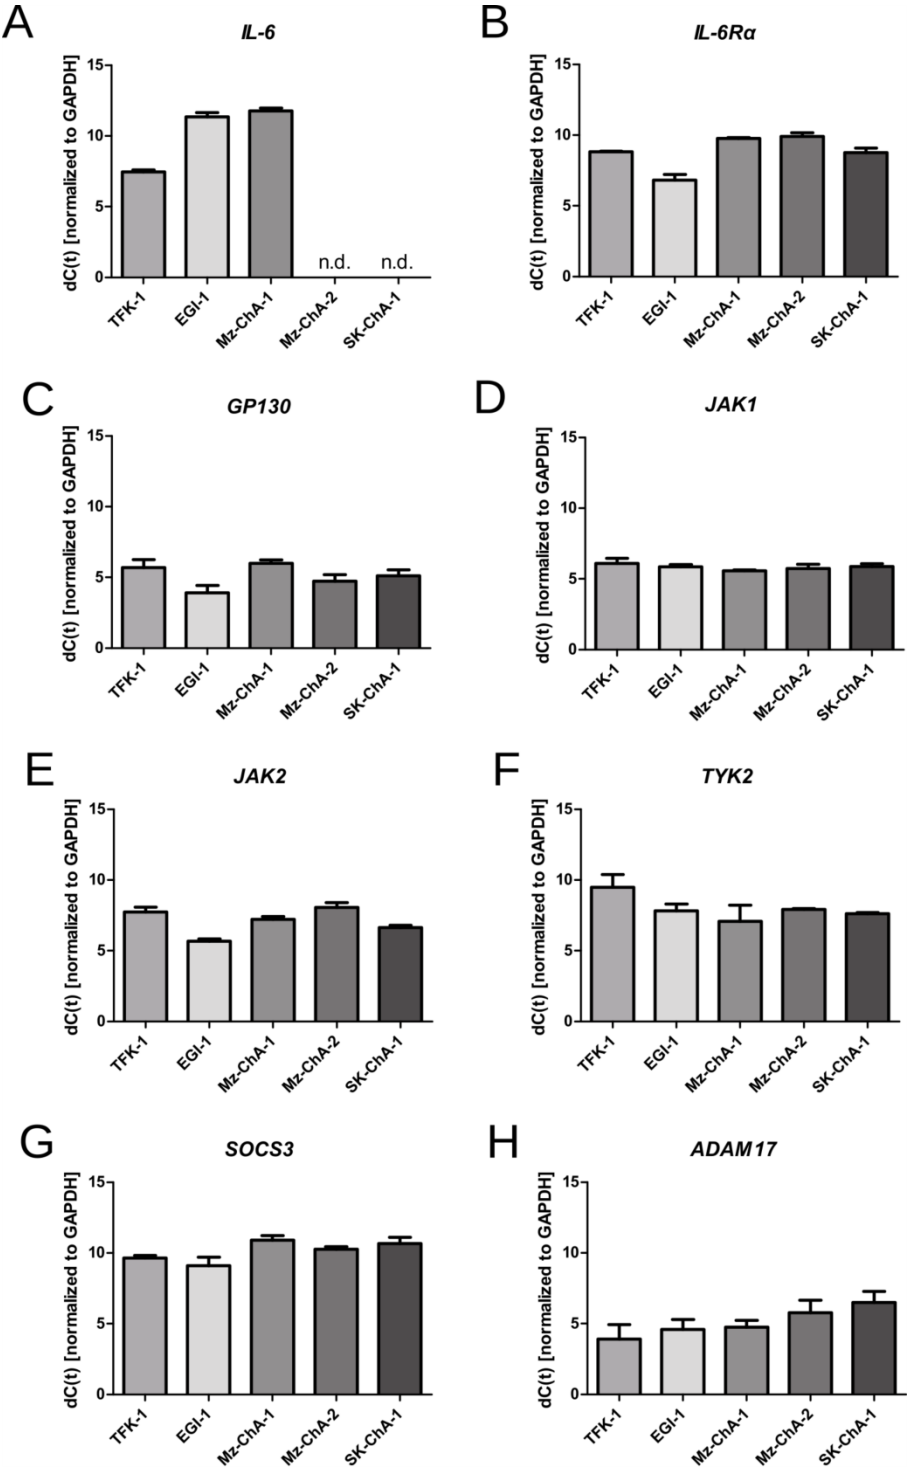 A
IL-6
dC(t) [normalized to GAPDH]
15
10
5
0
n.d.
n.d.
TFK-1
EGI-1
Mz-ChA-1
Mz-ChA-2
SK-ChA-1
B
IL-6Rα
dC(t) [normalized to GAPDH]
15
10
5
0
TFK-1
EGI-1
Mz-ChA-1
Mz-ChA-2
SK-ChA-1
C
GP130
dC(t) [normalized to GAPDH]
15
10
5
0
TFK-1
EGI-1
Mz-ChA-1
Mz-ChA-2
SK-ChA-1
D
JAK1
dC(t) [normalized to GAPDH]
15
10
5
0
TFK-1
EGI-1
Mz-ChA-1
Mz-ChA-2
SK-ChA-1
E
JAK2
dC(t) [normalized to GAPDH]
15
10
5
0
TFK-1
EGI-1
Mz-ChA-1
Mz-ChA-2
SK-ChA-1
F
TYK2
dC(t) [normalized to GAPDH]
15
10
5
0
TFK-1
EGI-1
Mz-ChA-1
Mz-ChA-2
SK-ChA-1
G
SOCS3
dC(t) [normalized to GAPDH]
15
10
5
0
TFK-1
EGI-1
Mz-ChA-1
Mz-ChA-2
SK-ChA-1
H
ADAM17
dC(t) [normalized to GAPDH]
15
10
5
0
TFK-1
EGI-1
Mz-ChA-1
Mz-ChA-2
SK-ChA-1